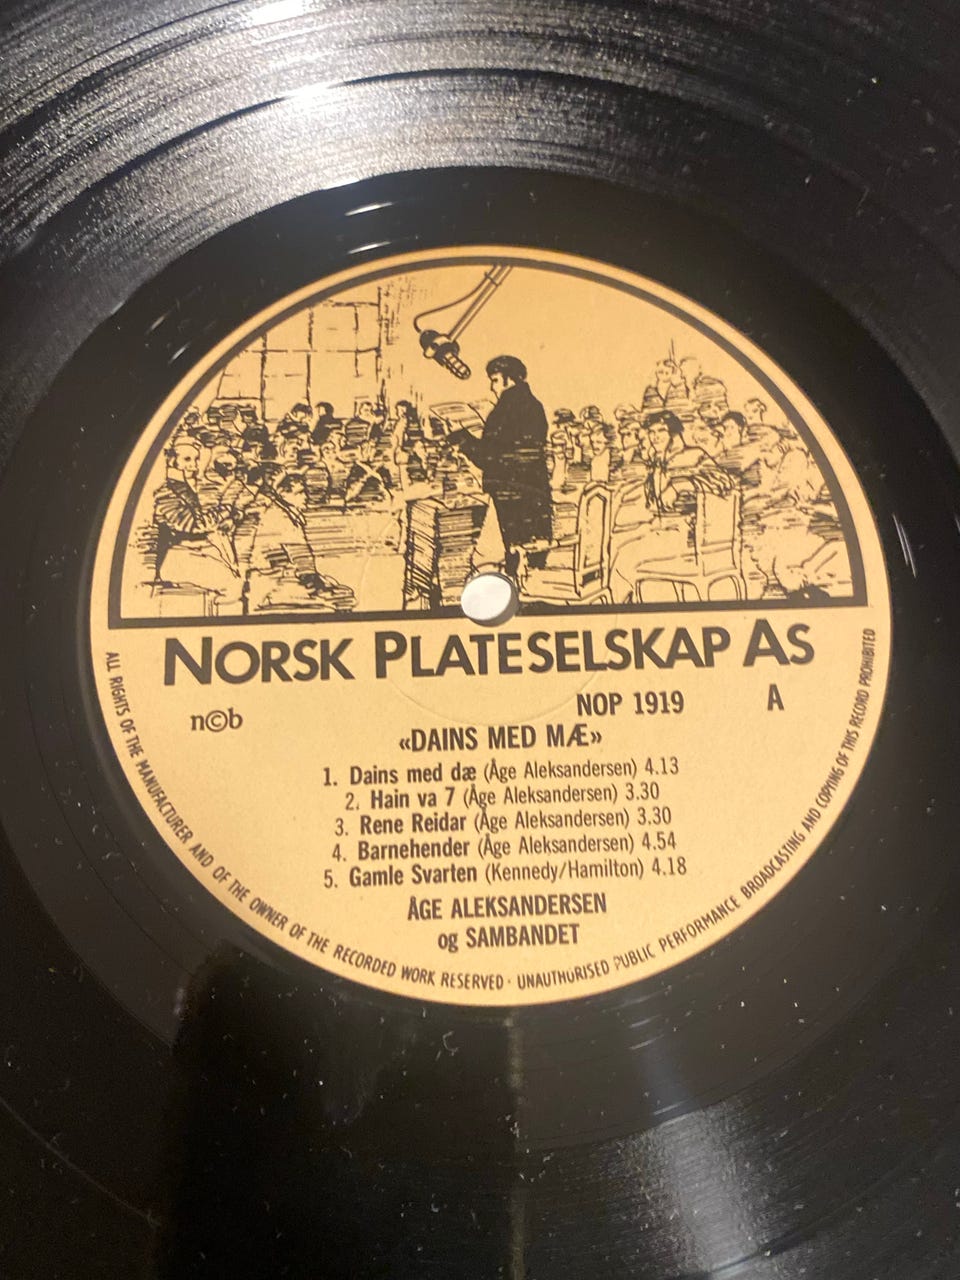 NORSK PLATESELSKAP AS
n©b
NOP 1919 A
«DAINS MED MÆ»
1. Dains med dæ (Åge Aleksandersen) 4.13
2. Hain va 7 (Åge Aleksandersen) 3.30
3. Rene Reidar (Åge Aleksandersen) 3.30
4. Barnehender (Åge Aleksandersen) 4.54
5. Gamle Svarten (Kennedy/Hamilton) 4.18
ÅGE ALEKSANDERSEN
og SAMBANDET
ALL RIGHTS OF THE MANUFACTURER AND OF THE OWNER OF THE RECORDED WORK RESERVED · UNAUTHORISED PUBLIC PERFORMANCE BROADCASTING AND COPYING OF THIS RECORD PROHIBITED